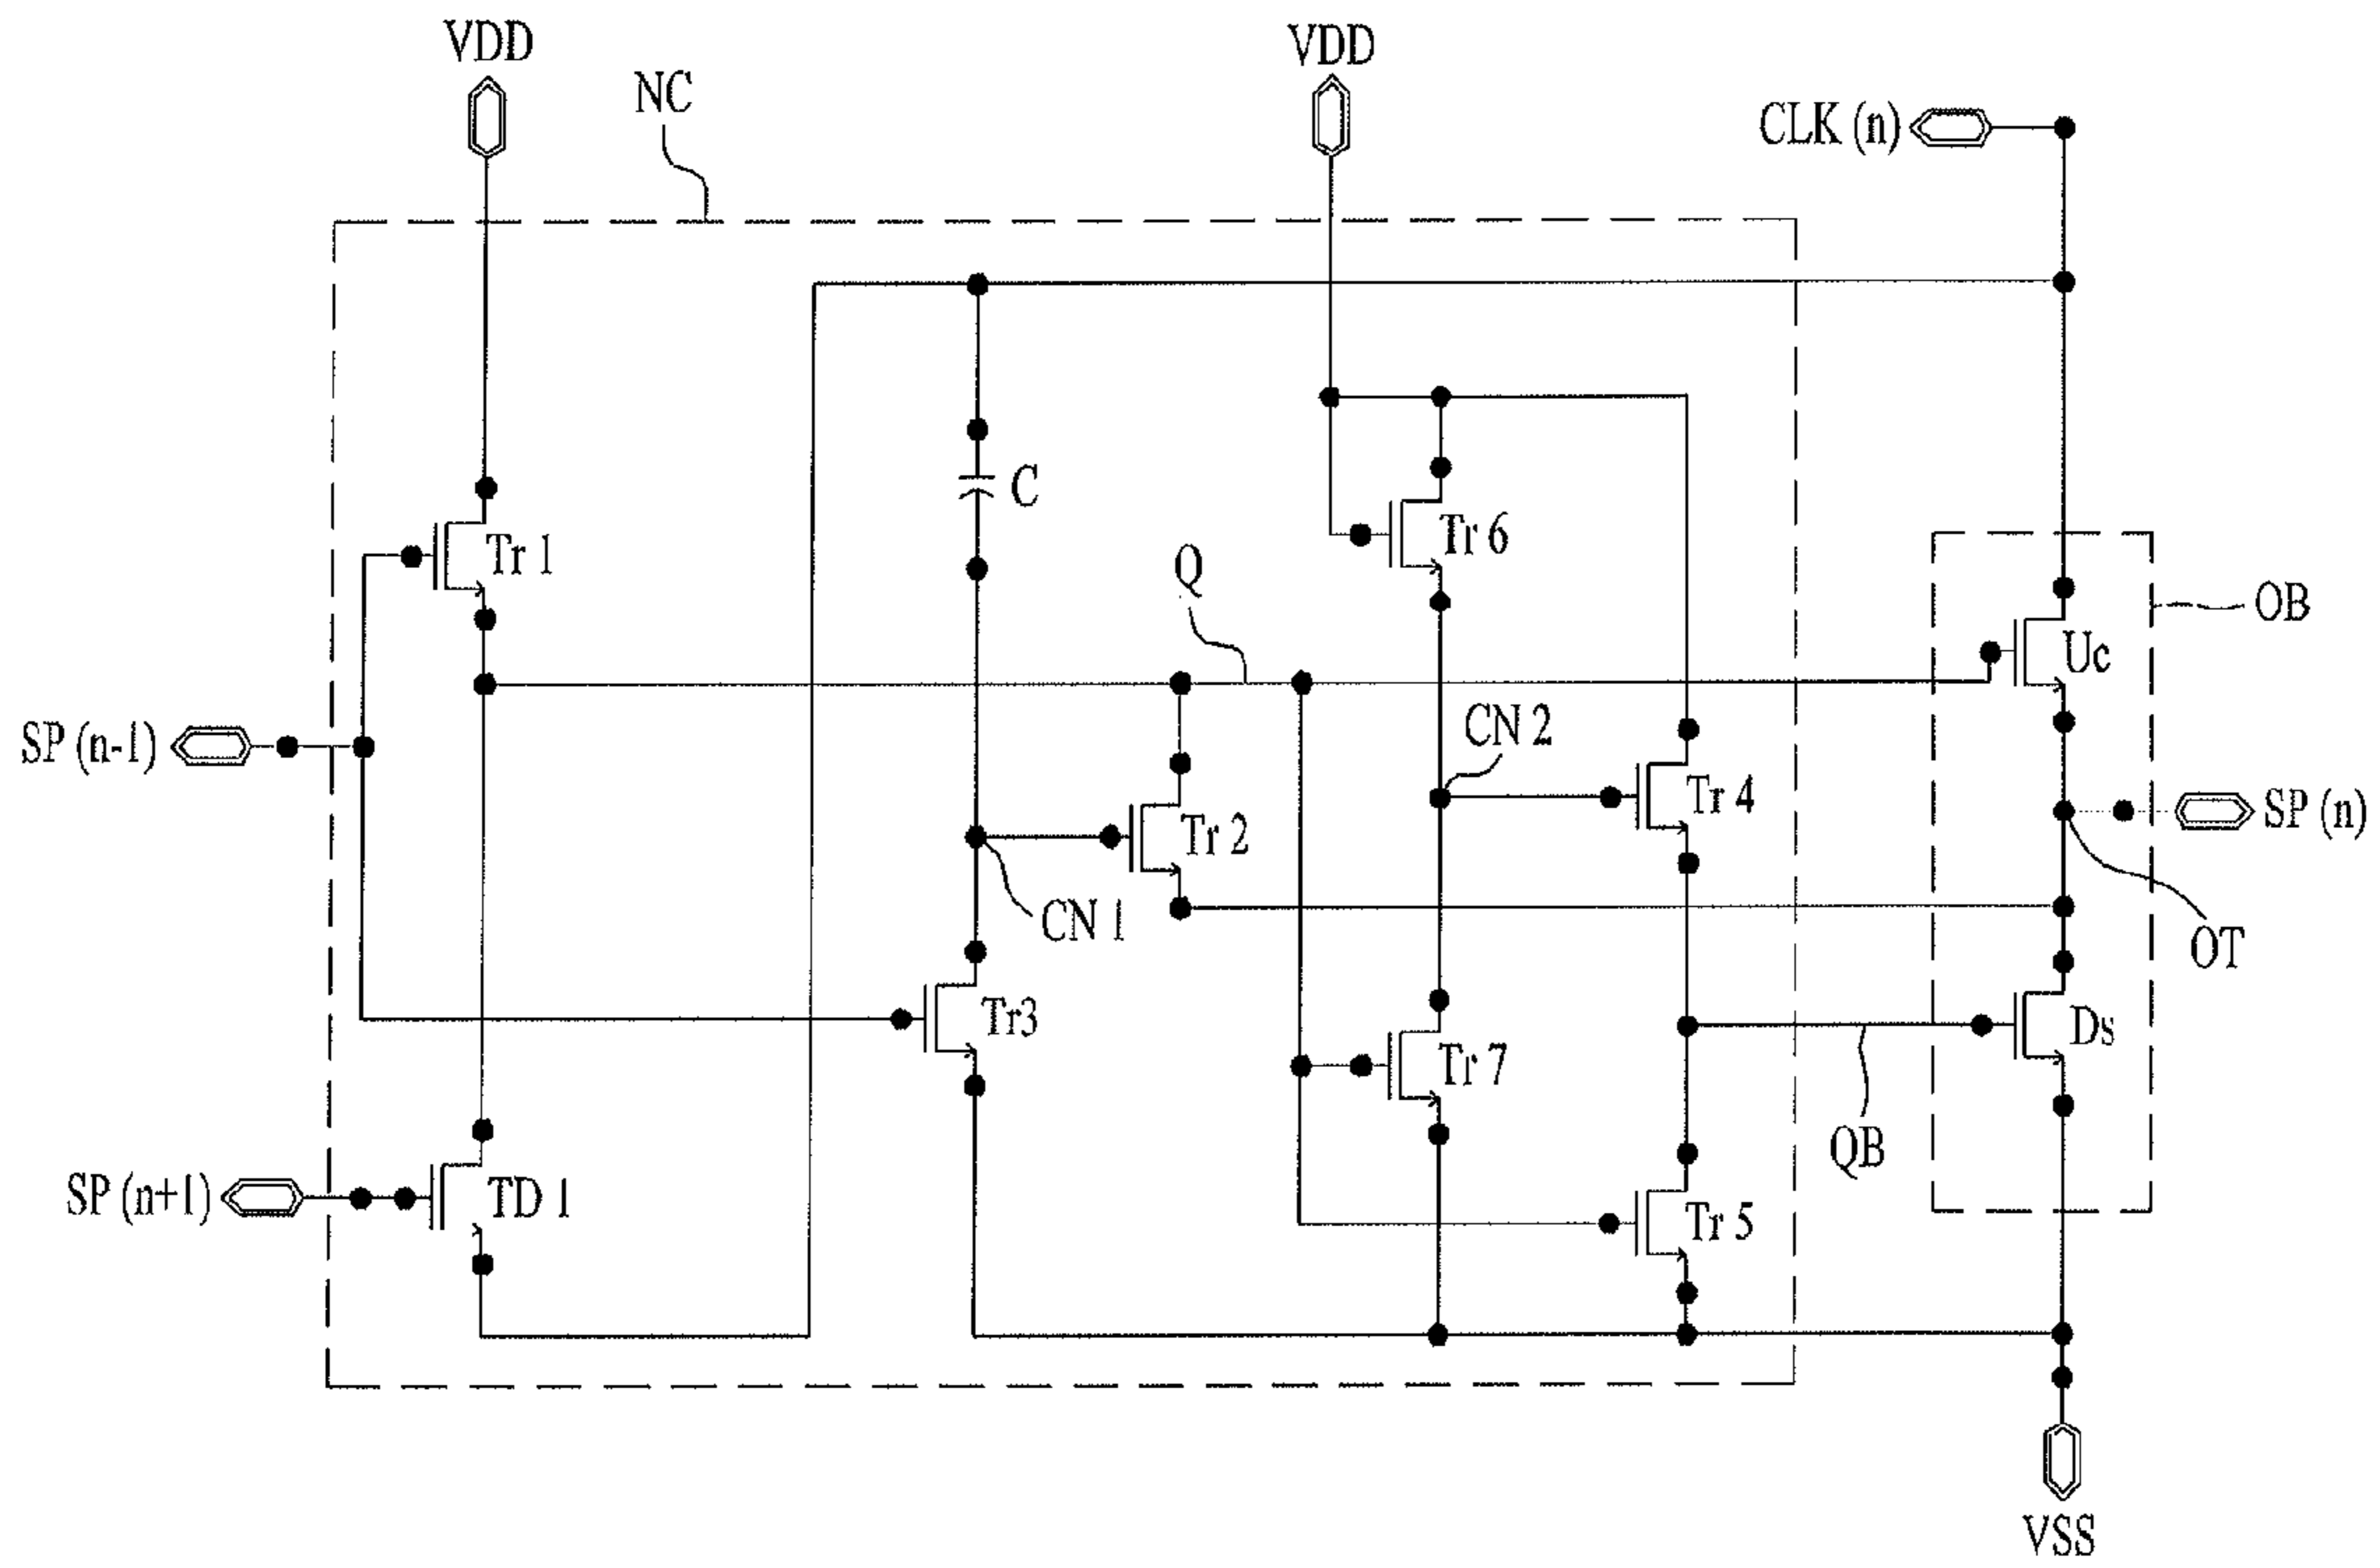 VDD
VDD
NC
CLK (n)
C
Tr 6
Tr 1
Q
OB
Uc
CN 2
SP (n-1)
Tr 4
SP (n)
Tr 2
CN 1
OT
Tr3
Ds
Tr 7
QB
SP (n+1)
TD 1
Tr 5
VSS